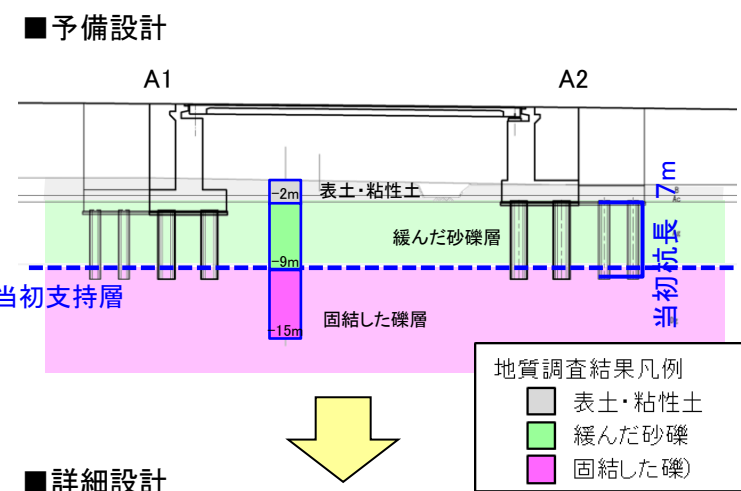 ■予備設計
A1
A2
-2m
表土・粘性土
緩んだ砂礫層
-9m
当初支持層
固結した礫層
-15m
当初杭長 7m
地質調査結果凡例
表土・粘性土
緩んだ砂礫
固結した礫)
■詳細設計